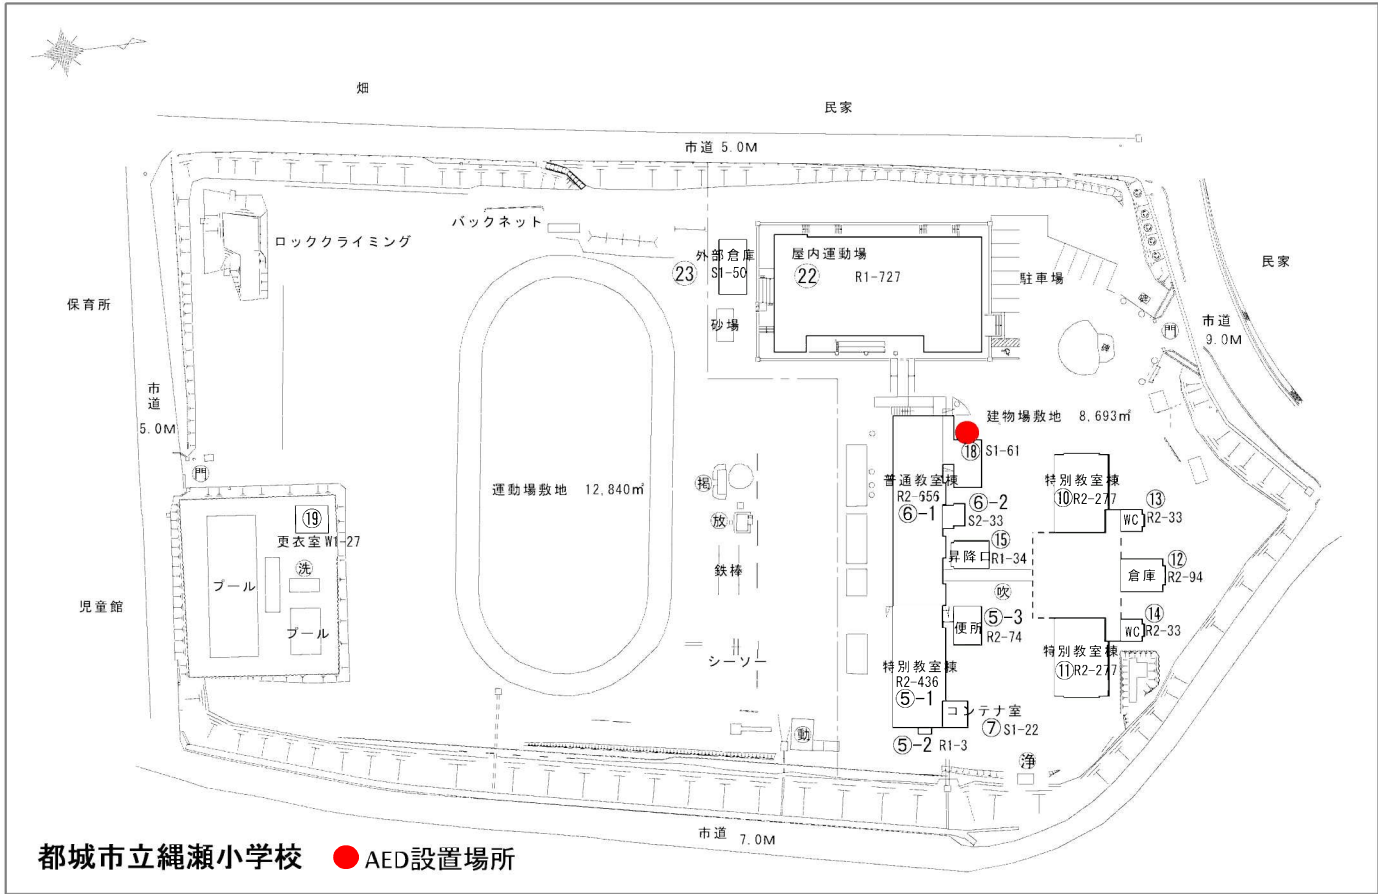 畑
民家
市道 5.0M
バックネット
ロッククライミング
外部倉庫
㉓ S1-50
屋内運動場
㉒ R1-727
駐車場
民家
保育所
砂場
門
市道
9.0M
碑
市道
5.0M
建物場敷地 8,693㎡
⑱ S1-61
門
運動場敷地 12,840㎡
掲
放
鉄棒
普通教室棟
R2-656
⑥-1
⑥-2
S2-33
特別教室棟
⑩R2-277
⑬
WC R2-33
⑲
更衣室 W1-27
洗
プール
プール
児童館
昇降口
⑮
R1-34
⑫
倉庫 R2-94
吹
便所
⑤-3
R2-74
⑭
WC R2-33
シーソー
特別教室棟
R2-436
⑤-1
特別教室棟
⑪R2-277
コンテナ室
⑦ S1-22
動
⑤-2 R1-3
浄
市道 7.0M
都城市立縄瀬小学校 AED設置場所